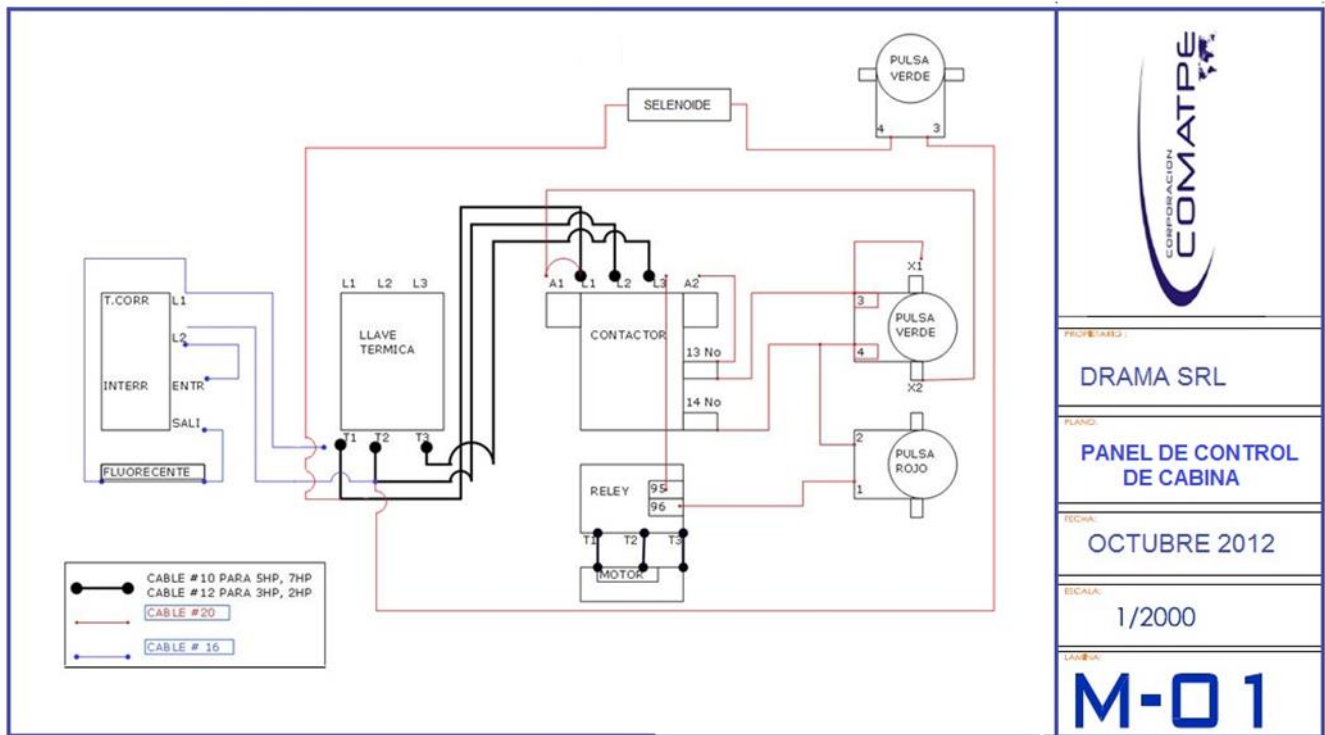 PULSA
VERDE
4 3
SELENOIDE
L1 L2 L3
A1 L1 L2 L3 A2
X1
T.CORR L1
L2
INTERR ENTR
SALI
FLUORECENTE
LLAVE
TERMICA
T1 T2 T3
CONTACTOR
13 No
14 No
3
PULSA
VERDE
4
X2
2
PULSA
ROJO
1
RELEY 95
96
T1 T2 T3
MOTOR
CABLE #10 PARA 5HP, 7HP
CABLE #12 PARA 3HP, 2HP
CABLE #20
CABLE # 16
CORPORACION
COMATPE
PROPIETARIO :
DRAMA SRL
PLANO:
PANEL DE CONTROL
DE CABINA
FECHA:
OCTUBRE 2012
ESCALA:
1/2000
LAMINA:
M-01